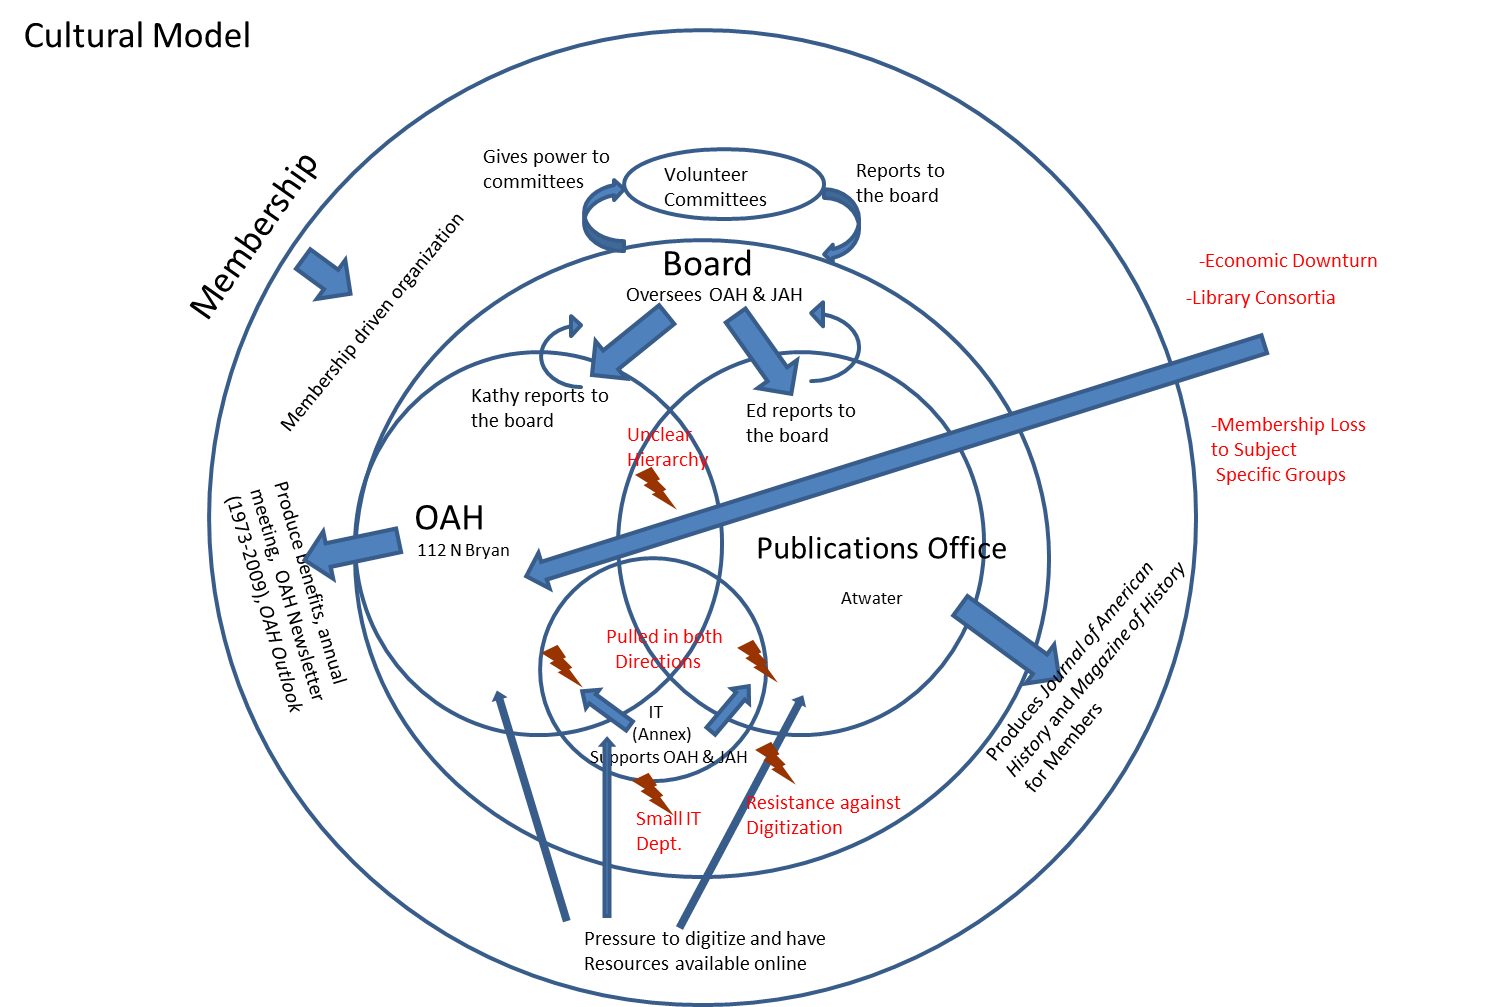 Cultural Model
Gives power to
committees
Volunteer
Committees
Reports to
the board
Membership
Membership driven organization
Board
Oversees OAH & JAH
-Economic Downturn
-Library Consortia
Kathy reports to
the board
Ed reports to
the board
Unclear
Hierarchy
-Membership Loss
to Subject
Specific Groups
OAH
112 N Bryan
Publications Office
Atwater
Produce benefits, annual
meeting, OAH Newsletter
(1973-2009), OAH Outlook
Pulled in both
Directions
IT
(Annex)
Supports OAH & JAH
Produces Journal of American
History and Magazine of History
for Members
Small IT
Dept.
Resistance against
Digitization
Pressure to digitize and have
Resources available online